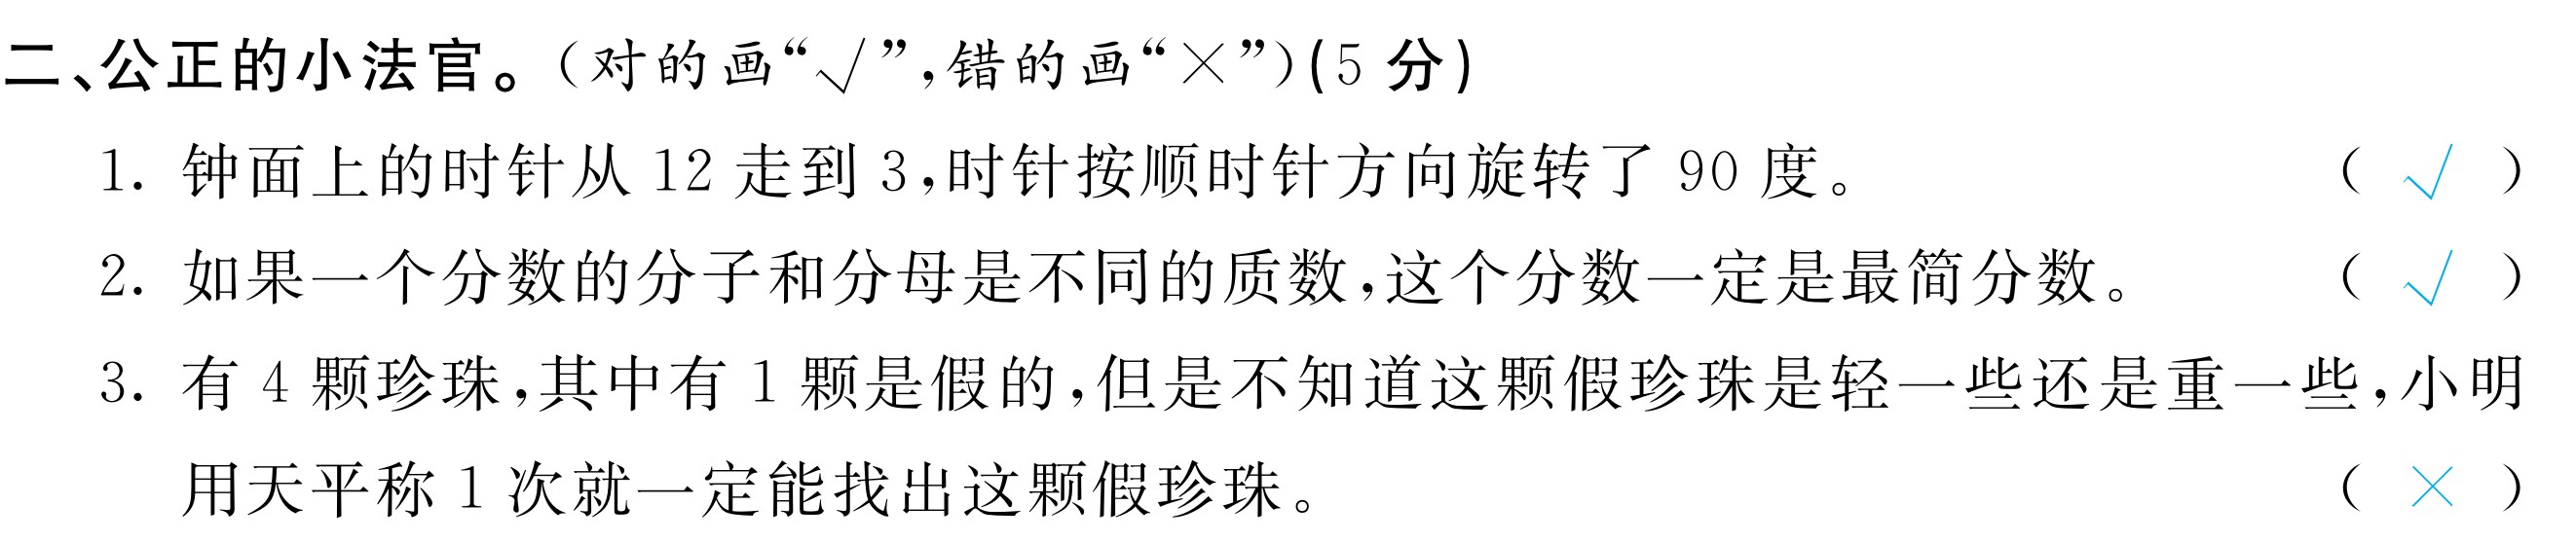 二、公正的小法官。(对的画“√”,错的画“×”)(5 分)
1. 钟面上的时针从 12 走到 3,时针按顺时针方向旋转了 90 度。 ( √ )
2. 如果一个分数的分子和分母是不同的质数,这个分数一定是最简分数。 ( √ )
3. 有 4 颗珍珠,其中有 1 颗是假的,但是不知道这颗假珍珠是轻一些还是重一些,小明
用天平称 1 次就一定能找出这颗假珍珠。 ( × )